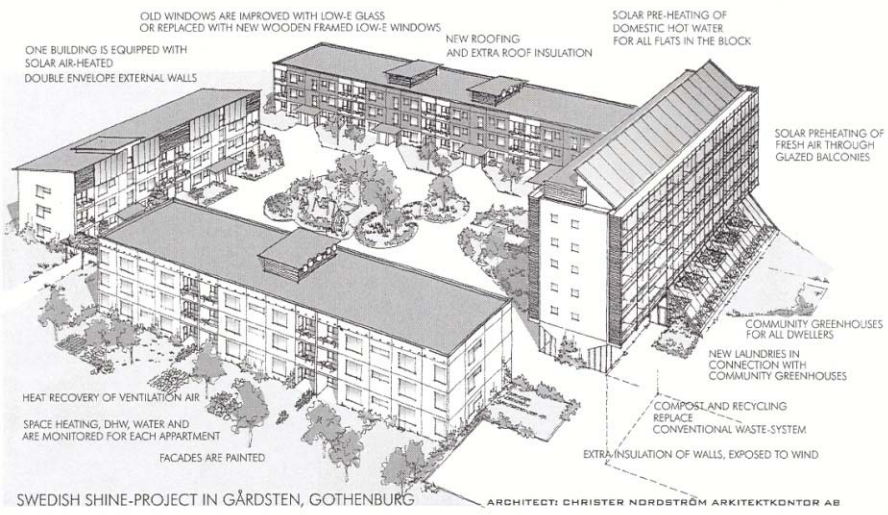 OLD WINDOWS ARE IMPROVED WITH LOW-E GLASS
OR REPLACED WITH NEW WOODEN FRAMED LOW-E WINDOWS
SOLAR PRE-HEATING OF
DOMESTIC HOT WATER
FOR ALL FLATS IN THE BLOCK
NEW ROOFING
AND EXTRA ROOF INSULATION
ONE BUILDING IS EQUIPPED WITH
SOLAR AIR-HEATED
DOUBLE ENVELOPE EXTERNAL WALLS
SOLAR PREHEATING OF
FRESH AIR THROUGH
GLAZED BALCONIES
COMMUNITY GREENHOUSES
FOR ALL DWELLERS
NEW LAUNDRIES IN
CONNECTION WITH
COMMUNITY GREENHOUSES
HEAT RECOVERY OF VENTILATION AIR
COMPOST AND RECYCLING
REPLACE
CONVENTIONAL WASTE-SYSTEM
SPACE HEATING, DHW, WATER AND
ARE MONITORED FOR EACH APPARTMENT
FACADES ARE PAINTED
EXTRA INSULATION OF WALLS, EXPOSED TO WIND
SWEDISH SHINE-PROJECT IN GÅRDSTEN, GOTHENBURG
ARCHITECT: CHRISTER NORDSTRÖM ARKITEKTKONTOR AB